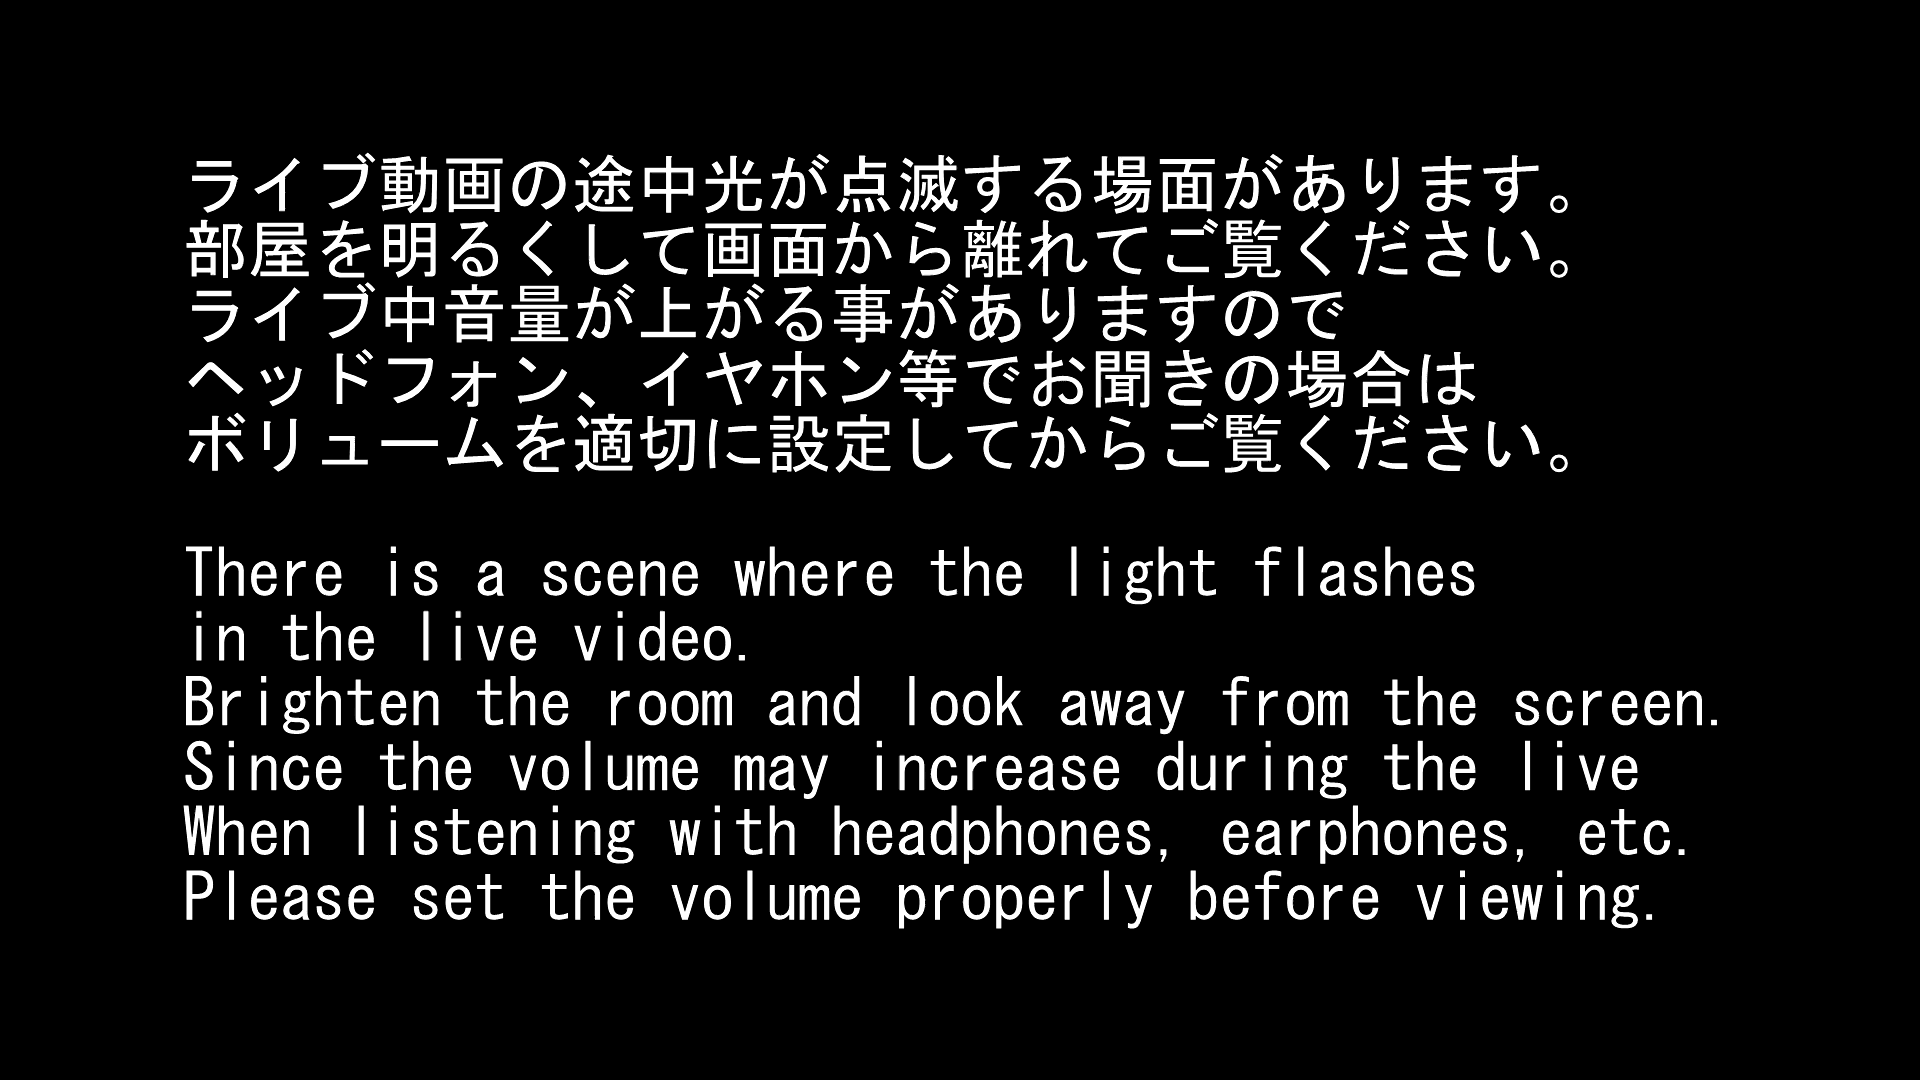 ライブ動画の途中光が点滅する場面があります。
部屋を明るくして画面から離れてご覧ください。
ライブ中音量が上がる事がありますので
ヘッドフォン、イヤホン等でお聞きの場合は
ボリュームを適切に設定してからご覧ください。
There is a scene where the light flashes
in the live video.
Brighten the room and look away from the screen.
Since the volume may increase during the live
When listening with headphones, earphones, etc.
Please set the volume properly before viewing.